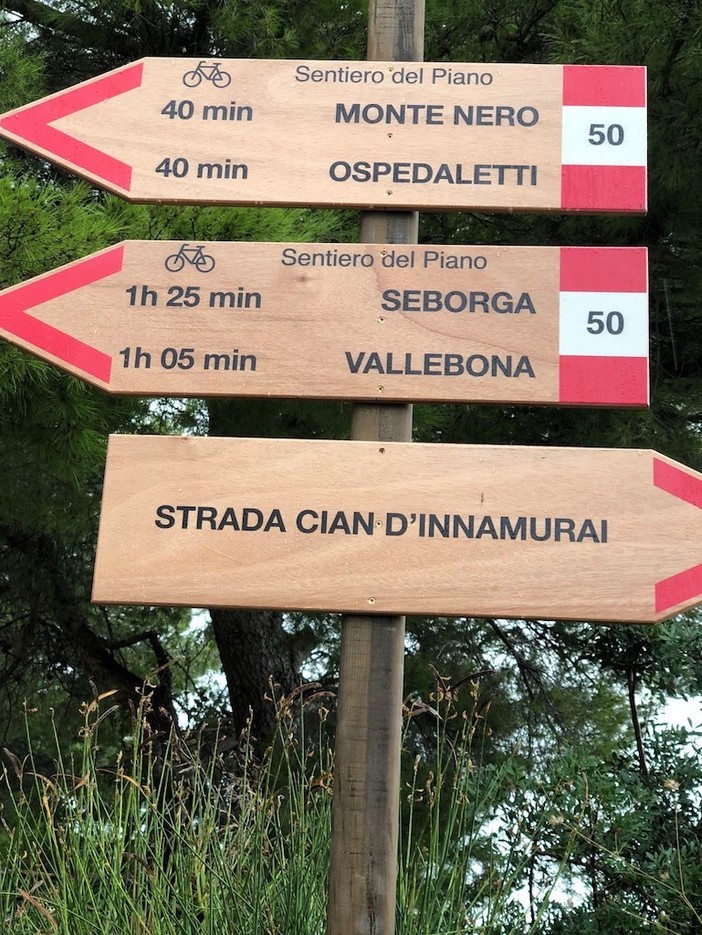 Sentiero del Piano
40 min MONTE NERO
50
40 min OSPEDALETTI
Sentiero del Piano
1h 25 min SEBORGA
50
1h 05 min VALLEBONA
STRADA CIAN D'INNAMURAI